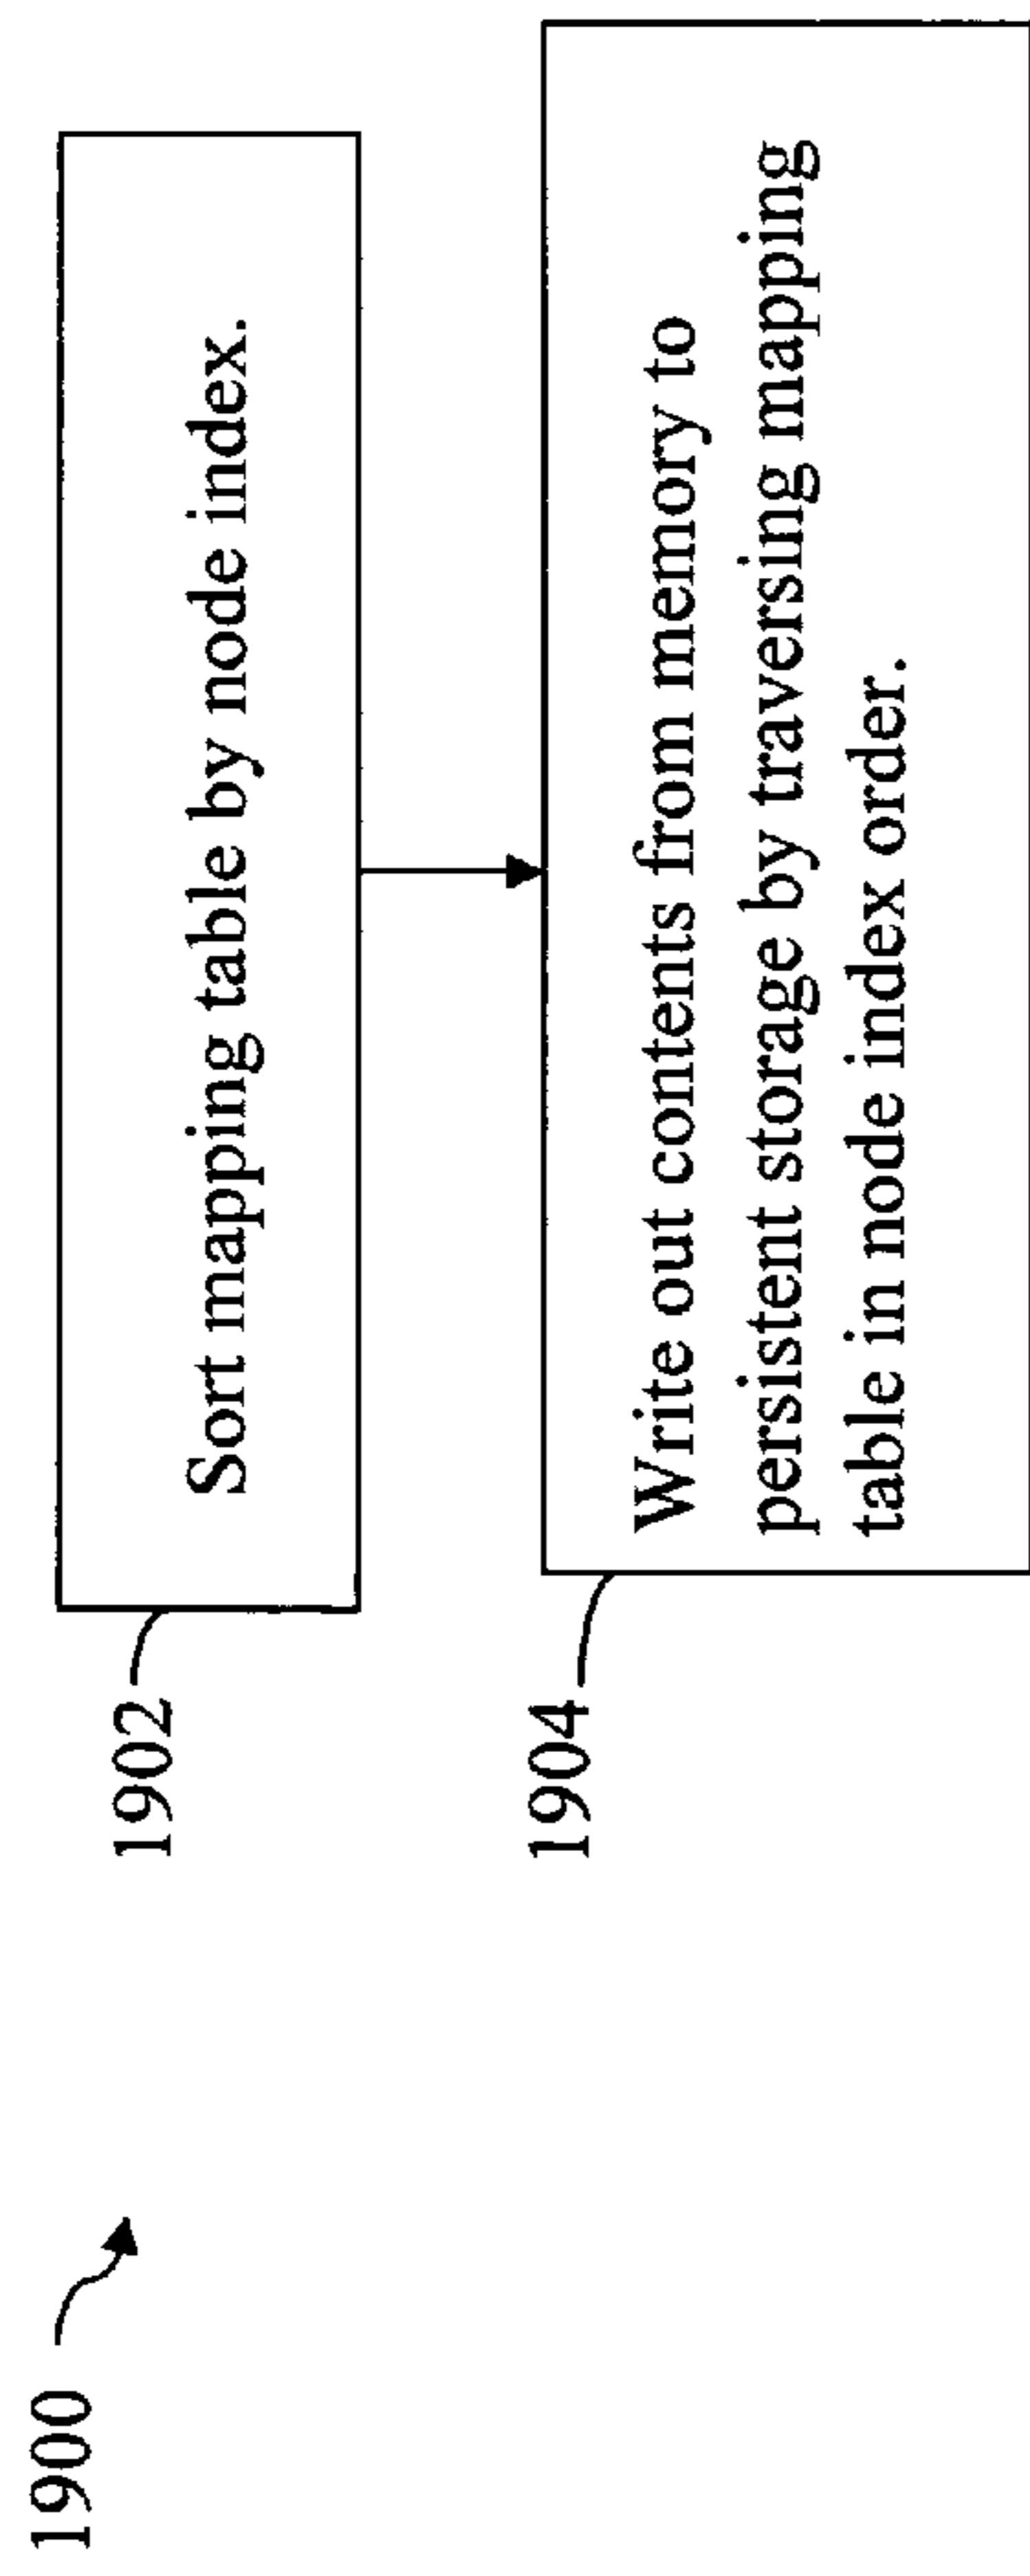 1900
1902
Sort mapping table by node index.
1904
Write out contents from memory to
persistent storage by traversing mapping
table in node index order.